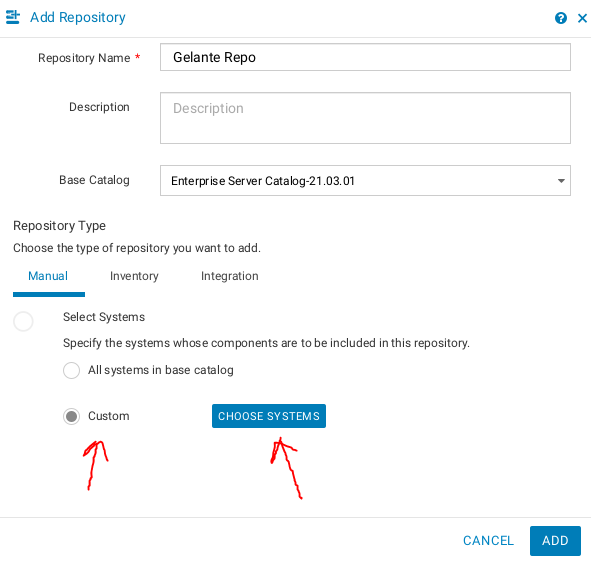 Add Repository
Repository Name *
Gelante Repo
Description
Description
Base Catalog
Enterprise Server Catalog-21.03.01
Repository Type
Choose the type of repository you want to add.
Manual Inventory Integration
Select Systems
Specify the systems whose components are to be included in this repository.
All systems in base catalog
Custom CHOOSE SYSTEMS
CANCEL ADD